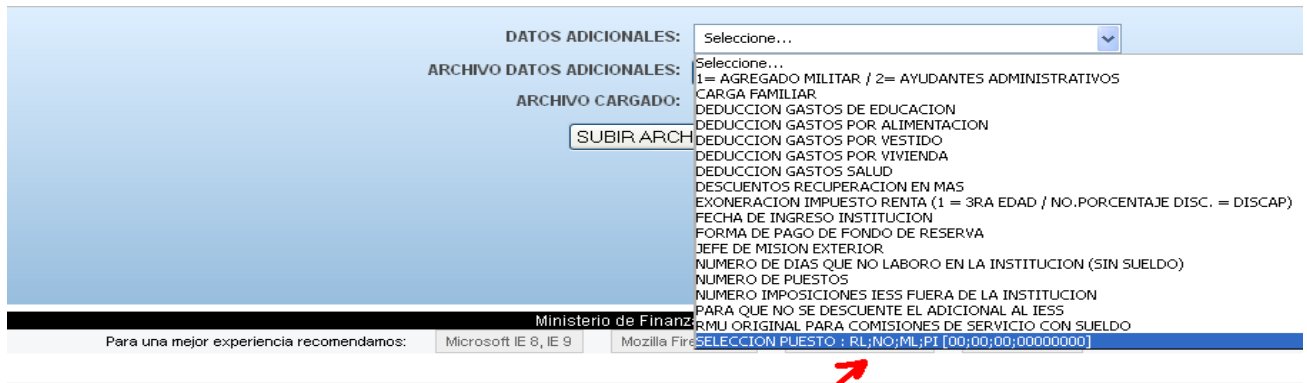 DATOS ADICIONALES: Seleccione...
ARCHIVO DATOS ADICIONALES:
ARCHIVO CARGADO:
SUBIR ARCH
Seleccione...
1= AGREGADO MILITAR / 2= AYUDANTES ADMINISTRATIVOS
CARGA FAMILIAR
DEDUCCION GASTOS DE EDUCACION
DEDUCCION GASTOS POR ALIMENTACION
DEDUCCION GASTOS POR VESTIDO
DEDUCCION GASTOS POR VIVIENDA
DEDUCCION GASTOS SALUD
DESCUENTOS RECUPERACION EN MAS
EXONERACION IMPUESTO RENTA (1 = 3RA EDAD / NO.PORCENTAJE DISC. = DISCAP)
FECHA DE INGRESO INSTITUCION
FORMA DE PAGO DE FONDO DE RESERVA
JEFE DE MISION EXTERIOR
NUMERO DE DIAS QUE NO LABORO EN LA INSTITUCION (SIN SUELDO)
NUMERO DE PUESTOS
NUMERO IMPOSICIONES IESS FUERA DE LA INSTITUCION
PARA QUE NO SE DESCUENTE EL ADICIONAL AL IESS
RMU ORIGINAL PARA COMISIONES DE SERVICIO CON SUELDO
SELECCION PUESTO : RL;NO;ML;PI [00;00;00;00000000]
Ministerio de Finanz
Para una mejor experiencia recomendamos: Microsoft IE 8, IE 9 Mozilla Fire